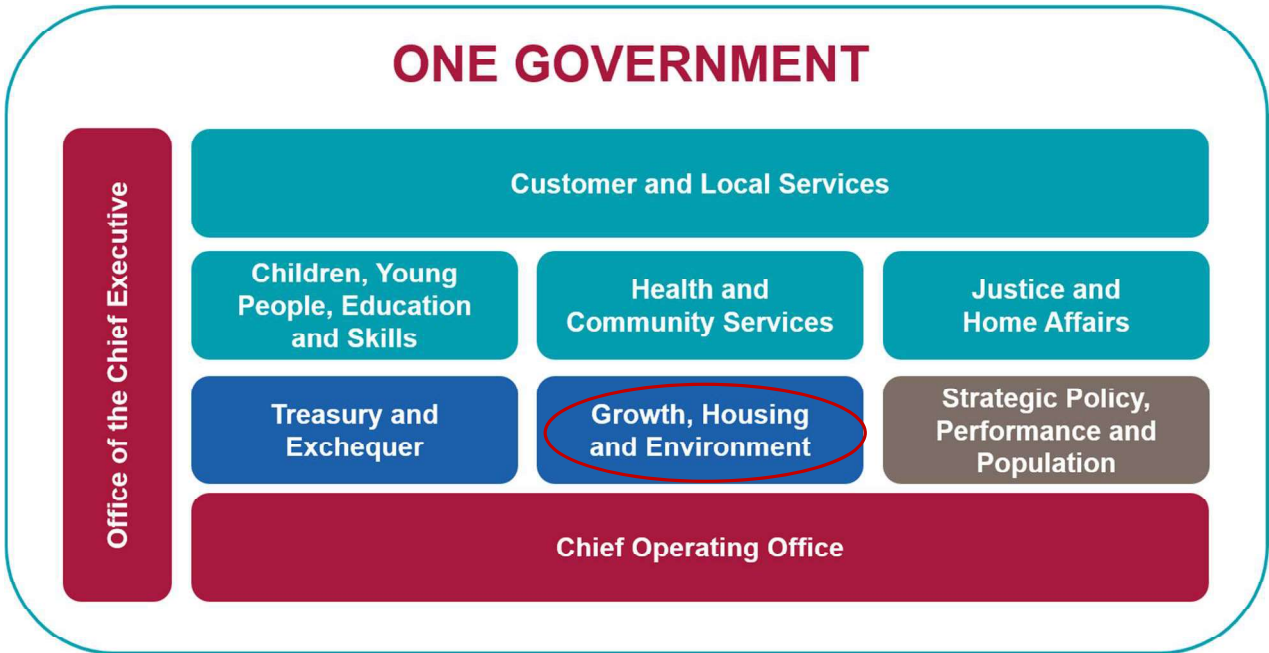 ONE GOVERNMENT
Office of the Chief Executive
Customer and Local Services
Children, Young
People, Education
and Skills
Health and
Community Services
Justice and
Home Affairs
Treasury and
Exchequer
Growth, Housing
and Environment
Strategic Policy,
Performance and
Population
Chief Operating Office